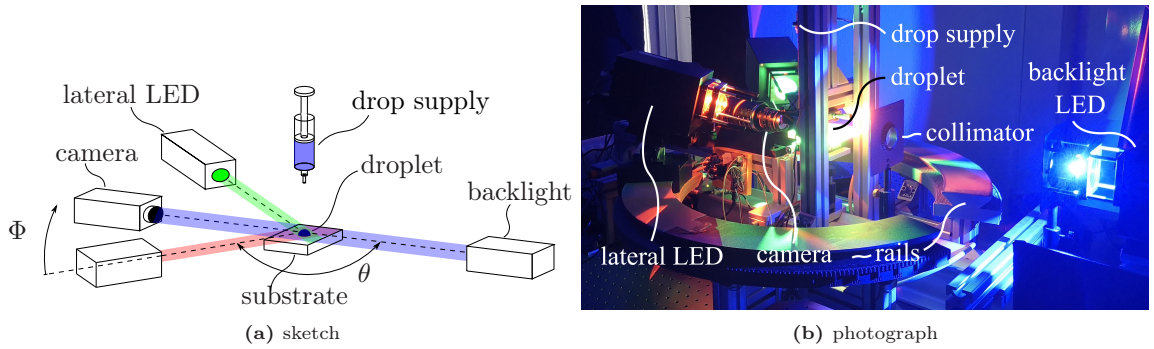 lateral LED
camera
Φ
drop supply
droplet
backlight
θ
substrate
(a) sketch
drop supply
droplet
backlight
LED
collimator
lateral LED
camera
rails
(b) photograph